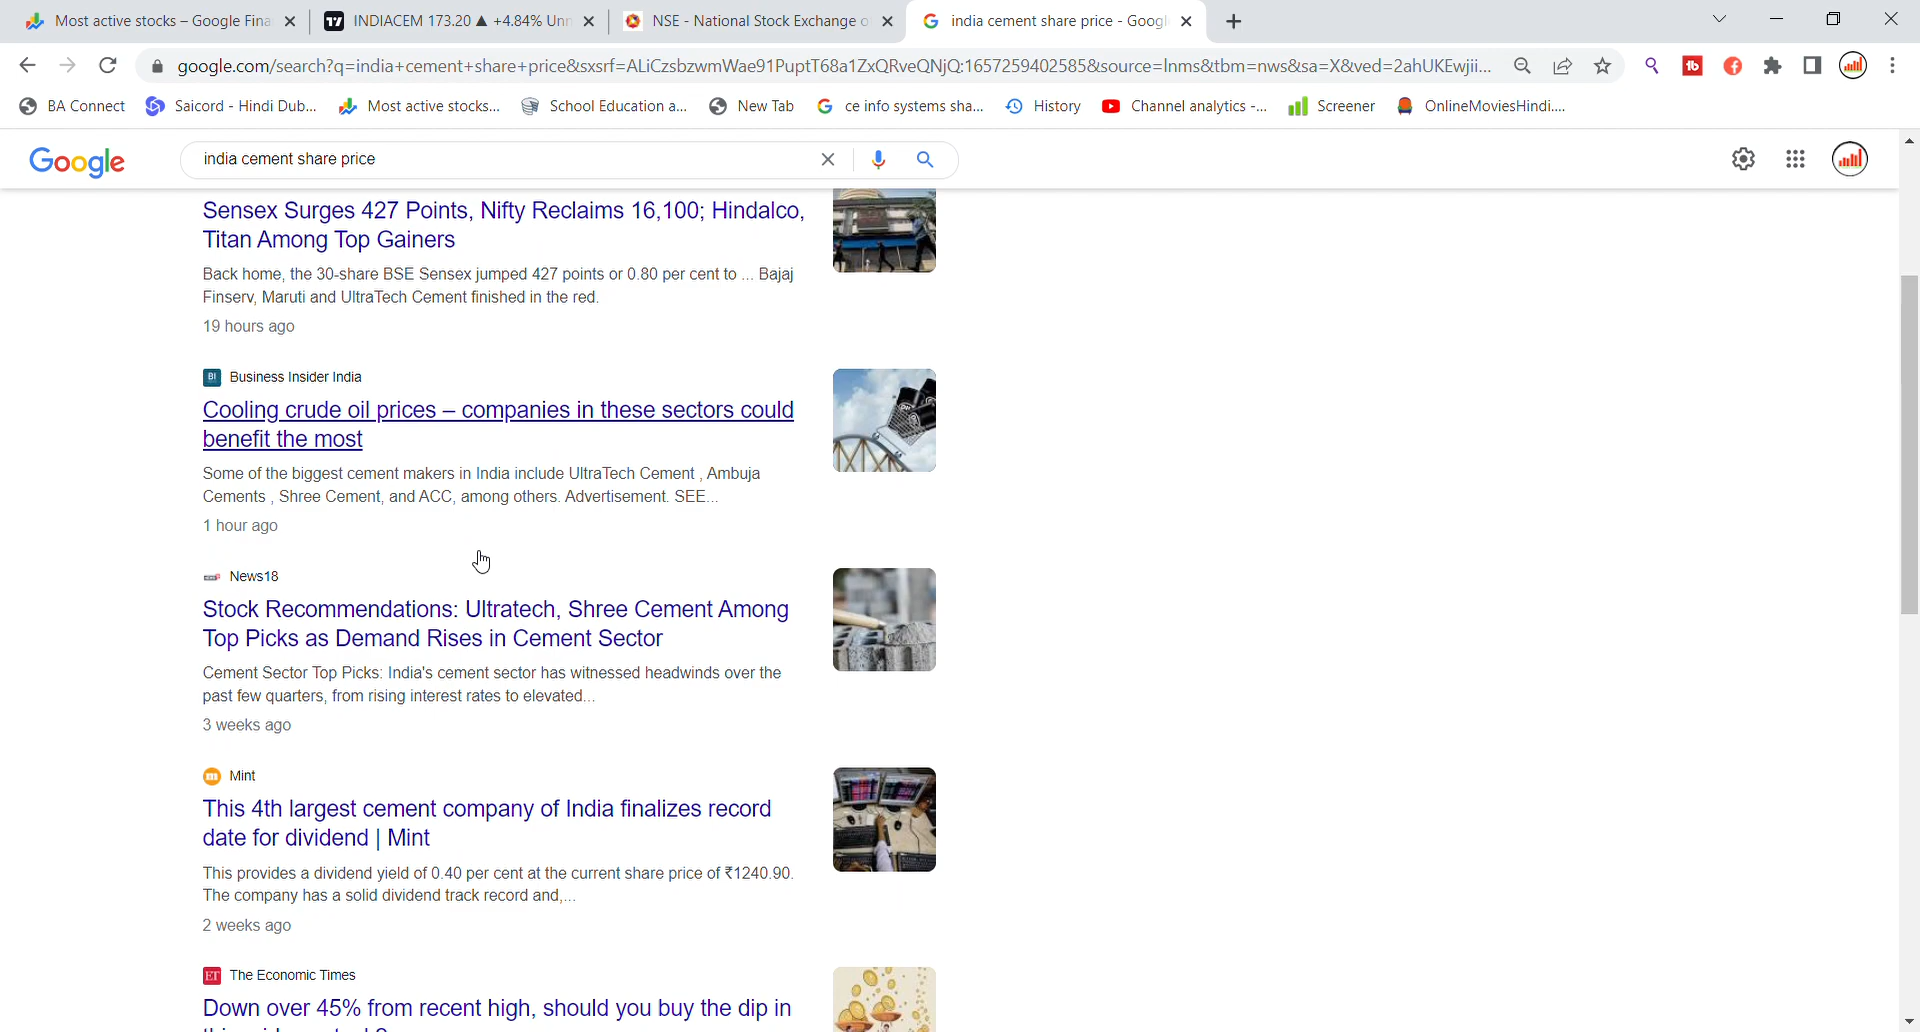 Most active stocks – Google Fina
INDIACEM 173.20 ▲ +4.84% Unn
NSE - National Stock Exchange o
india cement share price - Googl
google.com/search?q=india+cement+share+price&sxsrf=ALiCzsbzwmWae91PuptT68a1ZxQRveQNjQ:1657259402585&source=lnms&tbm=nws&sa=X&ved=2ahUKEwjii...
BA Connect
Saicord - Hindi Dub...
Most active stocks...
School Education a...
New Tab
ce info systems sha...
History
Channel analytics -...
Screener
OnlineMoviesHindi....
Google
india cement share price
Sensex Surges 427 Points, Nifty Reclaims 16,100; Hindalco,
Titan Among Top Gainers
Back home, the 30-share BSE Sensex jumped 427 points or 0.80 per cent to ... Bajaj
Finserv, Maruti and UltraTech Cement finished in the red.
19 hours ago
BI Business Insider India
Cooling crude oil prices – companies in these sectors could
benefit the most
Some of the biggest cement makers in India include UltraTech Cement , Ambuja
Cements , Shree Cement, and ACC, among others. Advertisement. SEE...
1 hour ago
News18
Stock Recommendations: Ultratech, Shree Cement Among
Top Picks as Demand Rises in Cement Sector
Cement Sector Top Picks: India's cement sector has witnessed headwinds over the
past few quarters, from rising interest rates to elevated...
3 weeks ago
m Mint
This 4th largest cement company of India finalizes record
date for dividend | Mint
This provides a dividend yield of 0.40 per cent at the current share price of ₹1240.90.
The company has a solid dividend track record and,...
2 weeks ago
ET The Economic Times
Down over 45% from recent high, should you buy the dip in